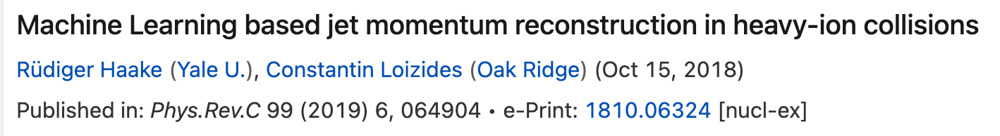 Machine Learning based jet momentum reconstruction in heavy-ion collisions
Rüdiger Haake (Yale U.), Constantin Loizides (Oak Ridge) (Oct 15, 2018)
Published in: Phys.Rev.C 99 (2019) 6, 064904 • e-Print: 1810.06324 [nucl-ex]